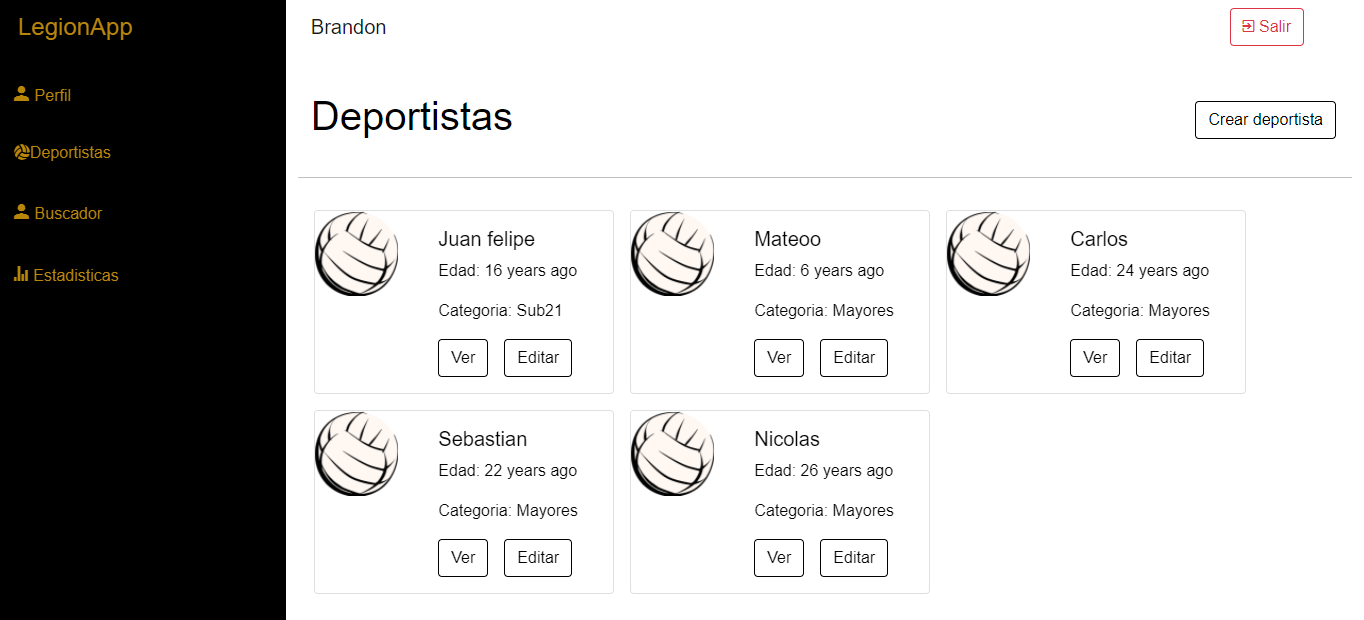 LegionApp
Brandon
Salir
Perfil
Deportistas
Buscador
Estadisticas
Deportistas
Crear deportista
Juan felipe
Edad: 16 years ago
Categoria: Sub21
Ver Editar
Mateoo
Edad: 6 years ago
Categoria: Mayores
Ver Editar
Carlos
Edad: 24 years ago
Categoria: Mayores
Ver Editar
Sebastian
Edad: 22 years ago
Categoria: Mayores
Ver Editar
Nicolas
Edad: 26 years ago
Categoria: Mayores
Ver Editar